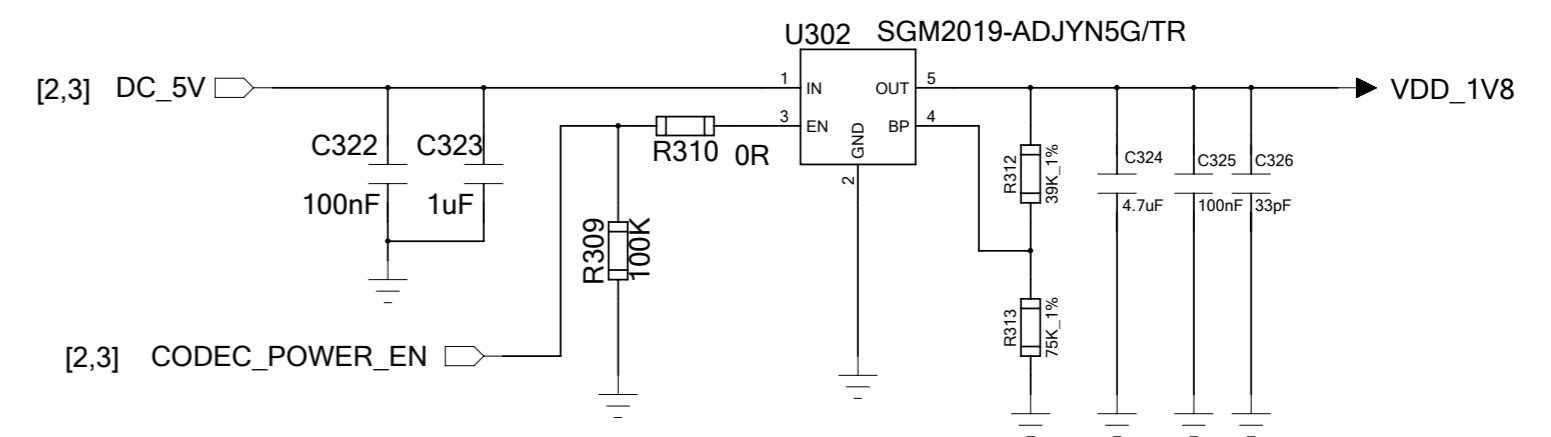 U302 SGM2019-ADJYN5G/TR
[2,3] DC_5V
1 IN OUT 5
VDD_1V8
3 EN BP 4
GND
2
C322
100nF
C323
1uF
R310 0R
R309
100K
R312
39K_1%
C324
4.7uF
C325
100nF
C326
33pF
R313
75K_1%
[2,3] CODEC_POWER_EN